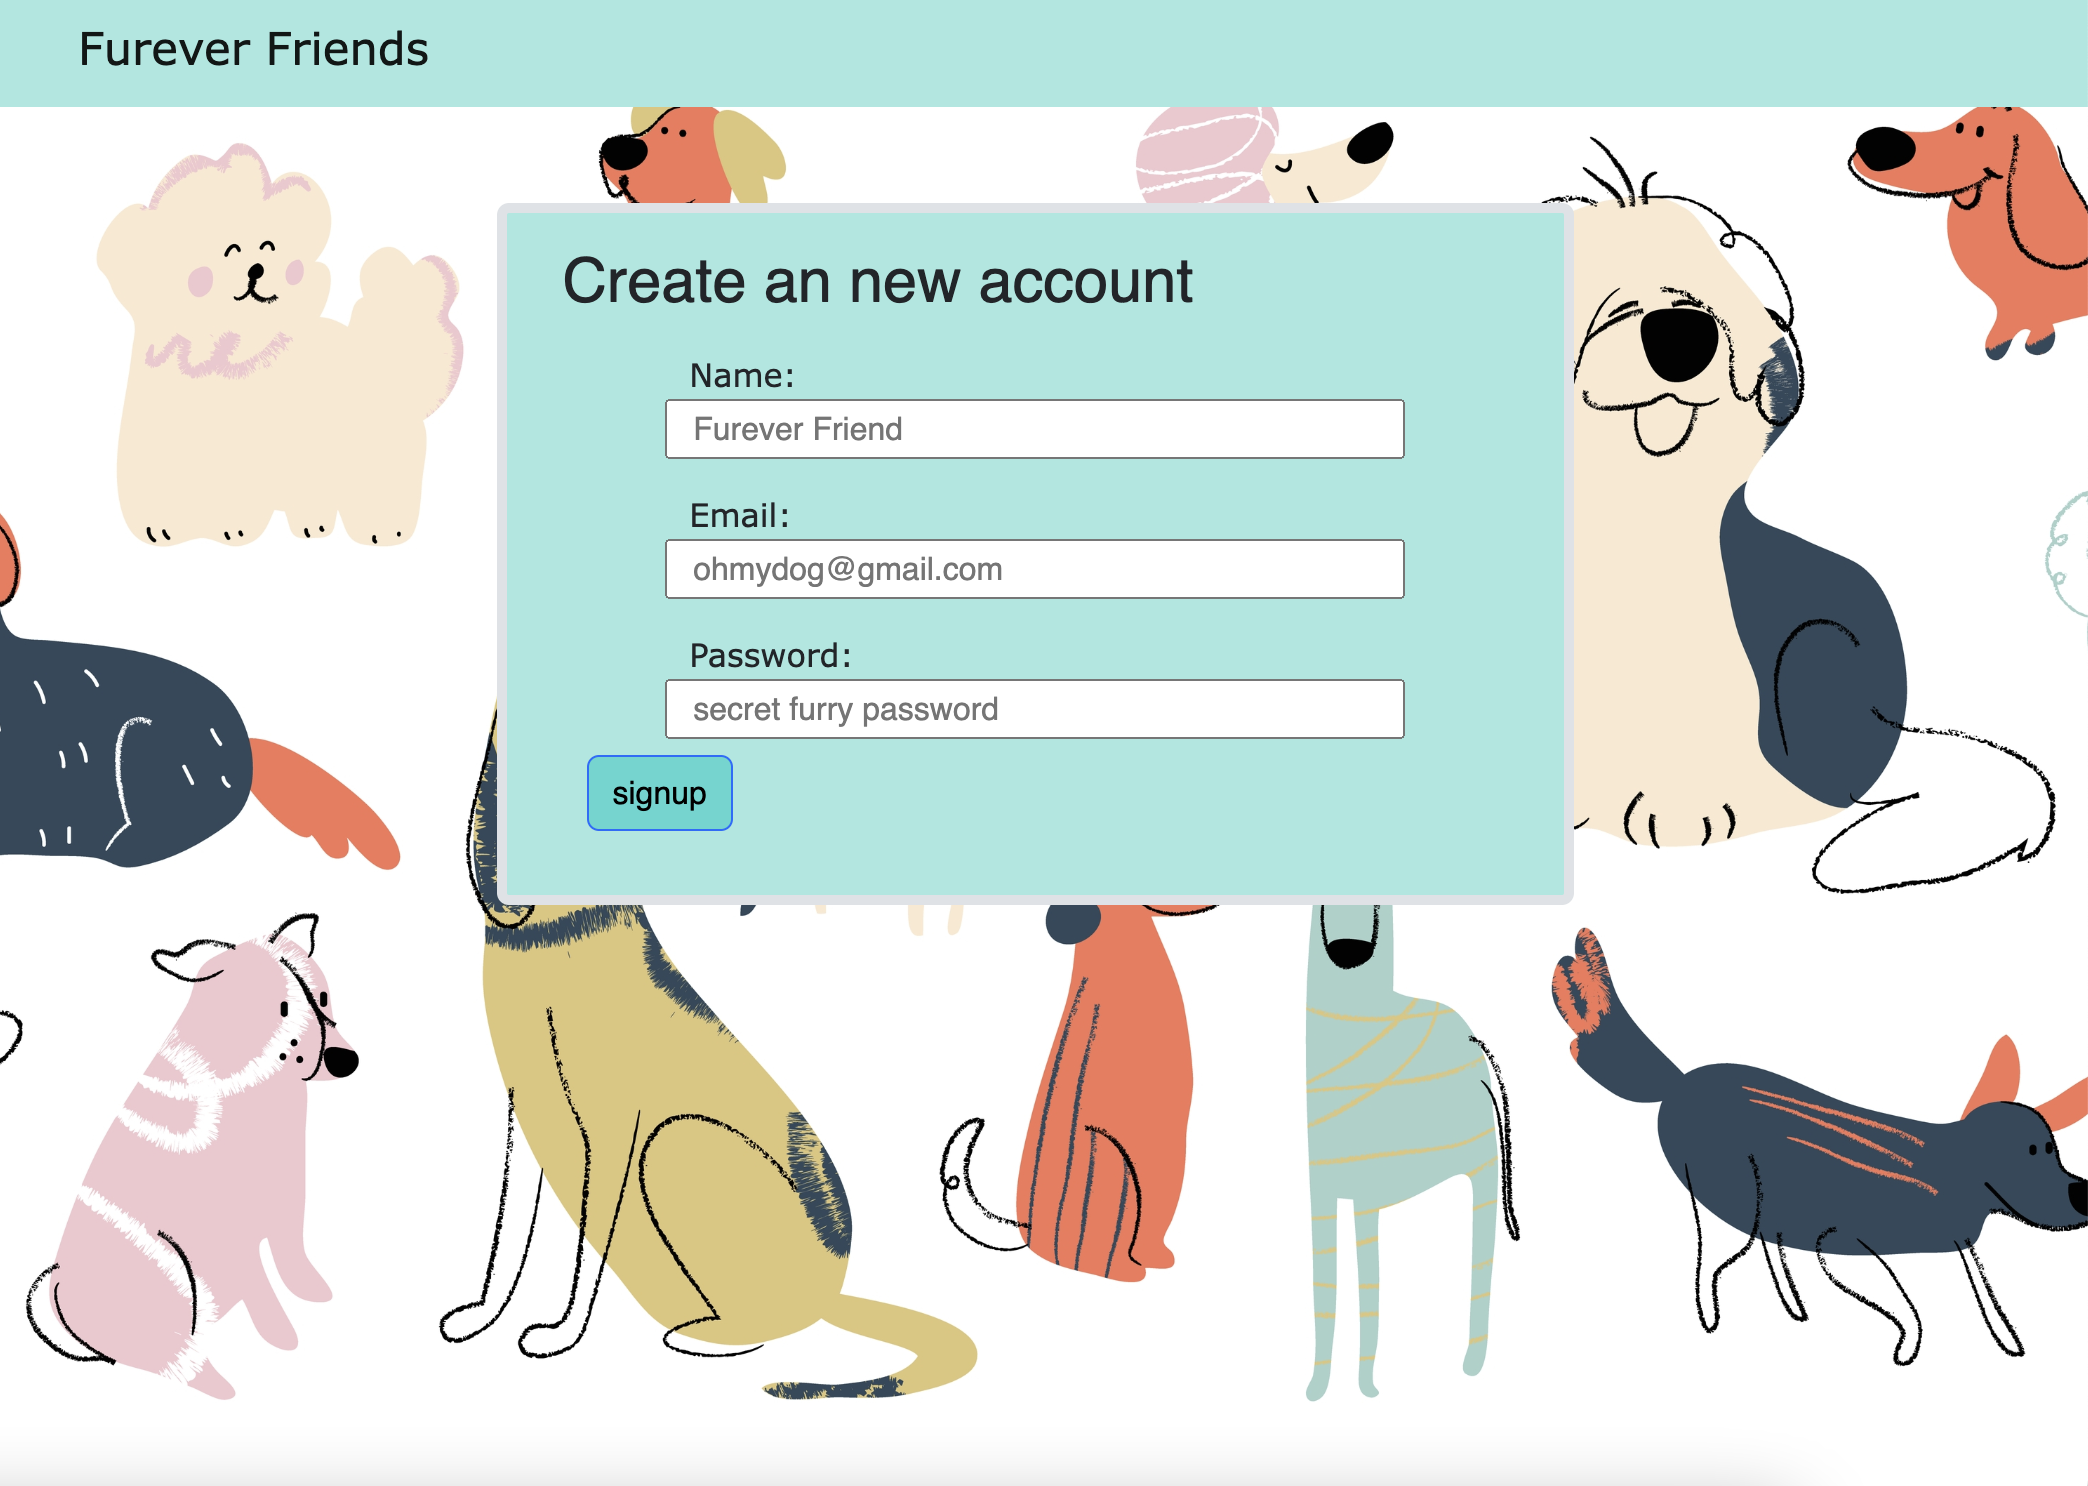 Furever Friends
Create an new account
Name:
Furever Friend
Email:
ohmydog@gmail.com
Password:
secret furry password
signup